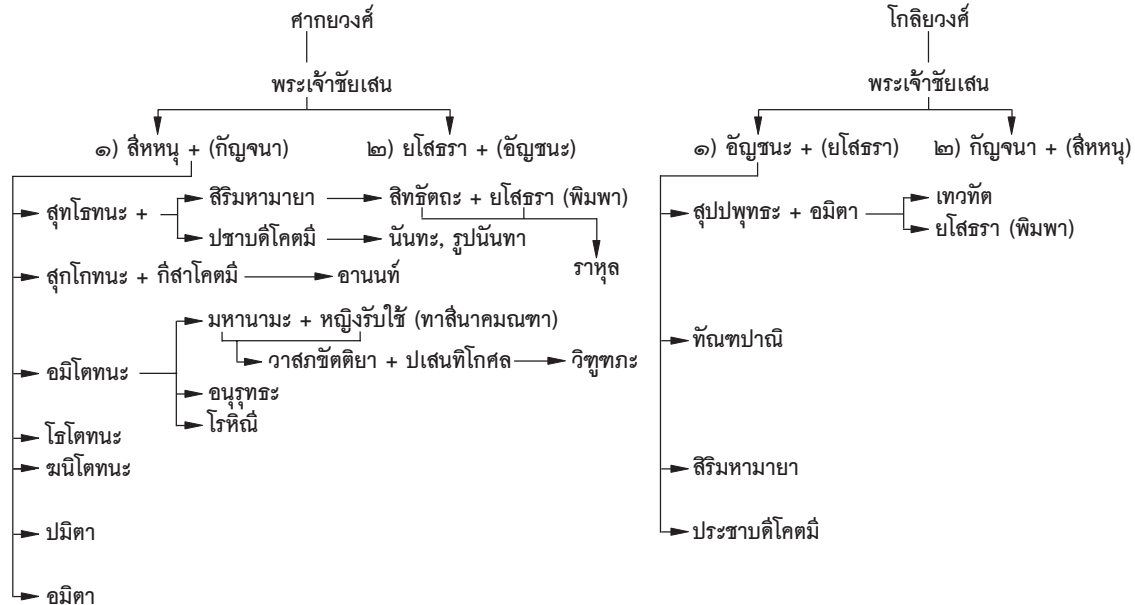 ศากยวงศ์
พระเจ้าชัยเสน
๑) สีหหนุ + (กัญจนา) ๒) ยโสธรา + (อัญชนะ)
สุทโธทนะ +
สิริมหามายา
สิทธัตถะ + ยโสธรา (พิมพา)
ปชาบดีโคตมี
นันทะ, รูปนันทา
ราหุล
สุกโกทนะ + กีสาโคตมี
อานนท์
มหานามะ + หญิงรับใช้ (ทาสีนาคมณฑา)
วาสภขัตติยา + ปเสนทิโกศล
วิฑูฑภะ
อมิโตทนะ
อนุรุทธะ
โรหิณี
โธโตทนะ
ฆนิโตทนะ
ปมิตา
อมิตา
โกลิยวงศ์
พระเจ้าชัยเสน
๑) อัญชนะ + (ยโสธรา) ๒) กัญจนา + (สีหหนุ)
สุปปพุทธะ + อมิตา
เทวทัต
ยโสธรา (พิมพา)
ทัณฑปาณิ
สิริมหามายา
ประชาบดีโคตมี